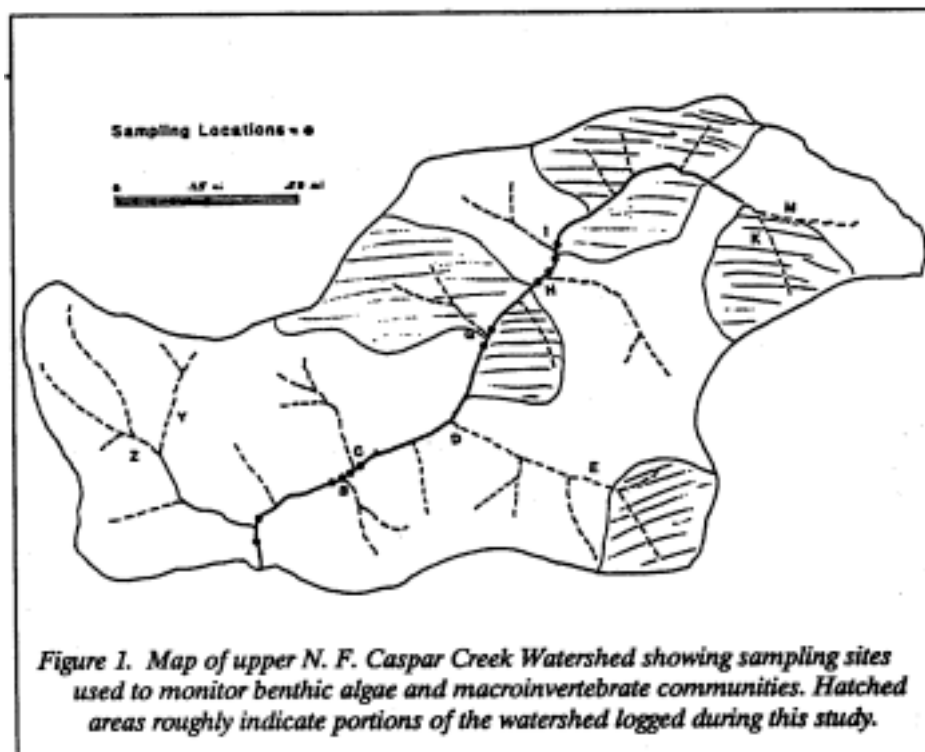 Sampling Locations
I
M
K
H
G
Y
D
Z
C
E
B
Figure 1. Map of upper N. F. Caspar Creek Watershed showing sampling sites
used to monitor benthic algae and macroinvertebrate communities. Hatched
areas roughly indicate portions of the watershed logged during this study.